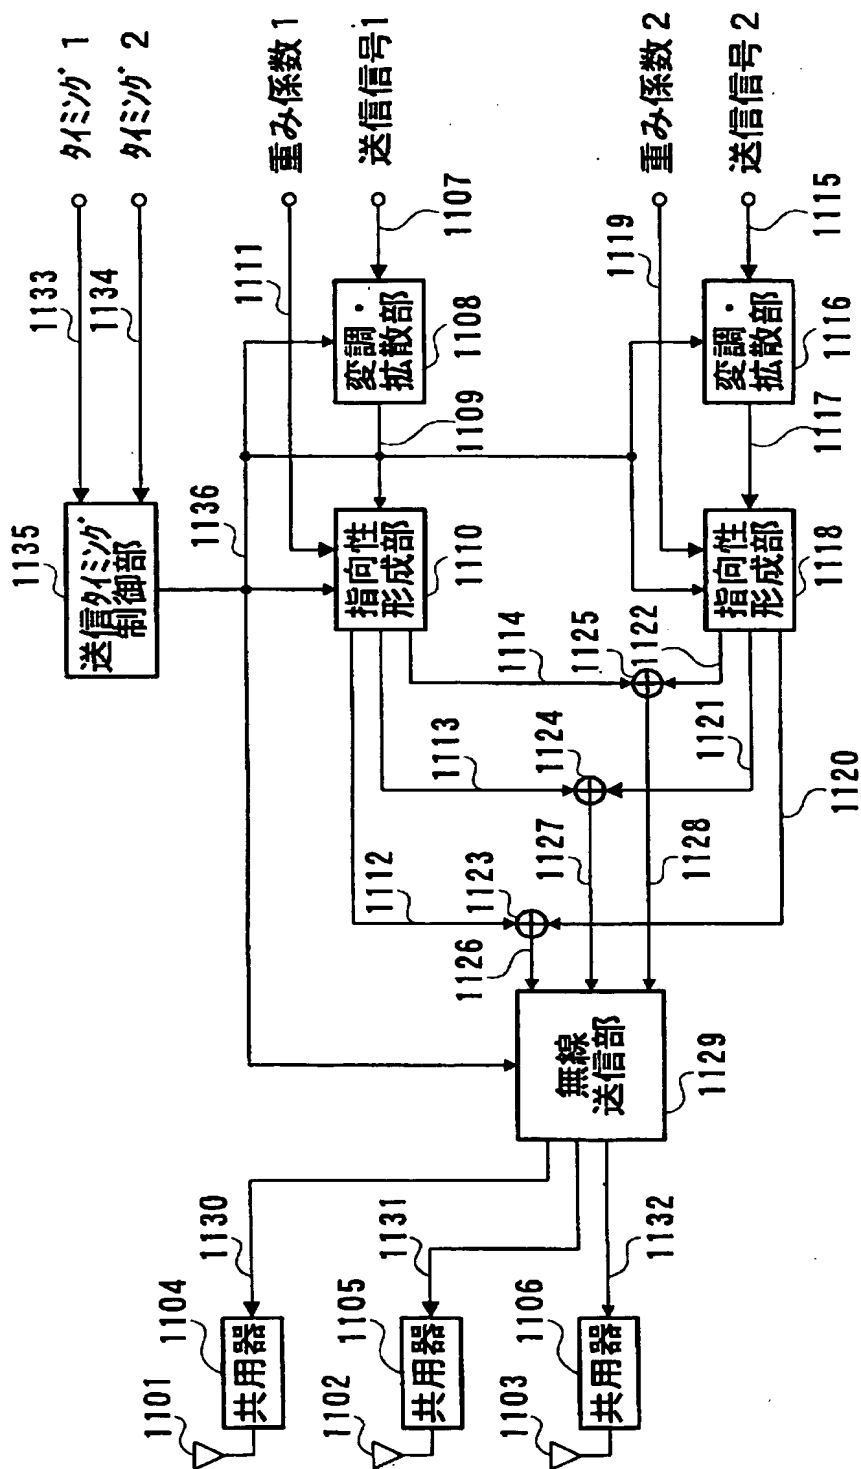 1133
タイミング 1
1134
タイミング 2
1135
送信タイミング
制御部
1136
1111
重み係数 1
1107
送信信号 1
変調・
拡散部
1108
1109
指向性
形成部
1110
1119
重み係数 2
1115
送信信号 2
変調・
拡散部
1116
1117
指向性
形成部
1118
1112
1113
1114
1123
1124
1125
1122
1121
1120
1126
1127
1128
無線
送信部
1129
1130
1131
1132
1101
1104
共用器
1102
1105
共用器
1103
1106
共用器